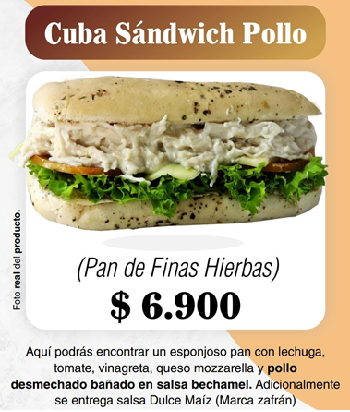 Cuba Sándwich Pollo
Foto real del producto.
(Pan de Finas Hierbas)
$ 6.900
Aquí podrás encontrar un esponjoso pan con lechuga,
tomate, vinagreta, queso mozzarella y pollo
desmechado bañado en salsa bechamel. Adicionalmente
se entrega salsa Dulce Maíz (Marca zafrán)